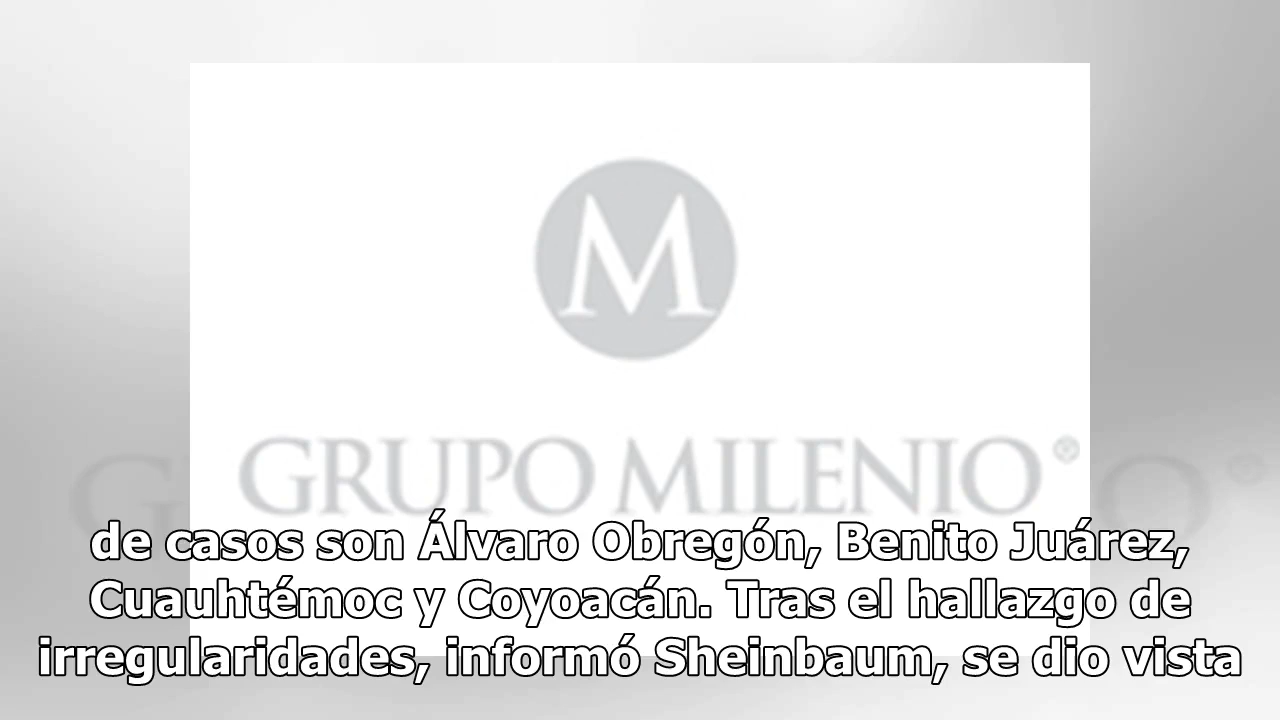 M
GRUPO MILENIO®
de casos son Álvaro Obregón, Benito Juárez,
Cuauhtémoc y Coyoacán. Tras el hallazgo de
irregularidades, informó Sheinbaum, se dio vista